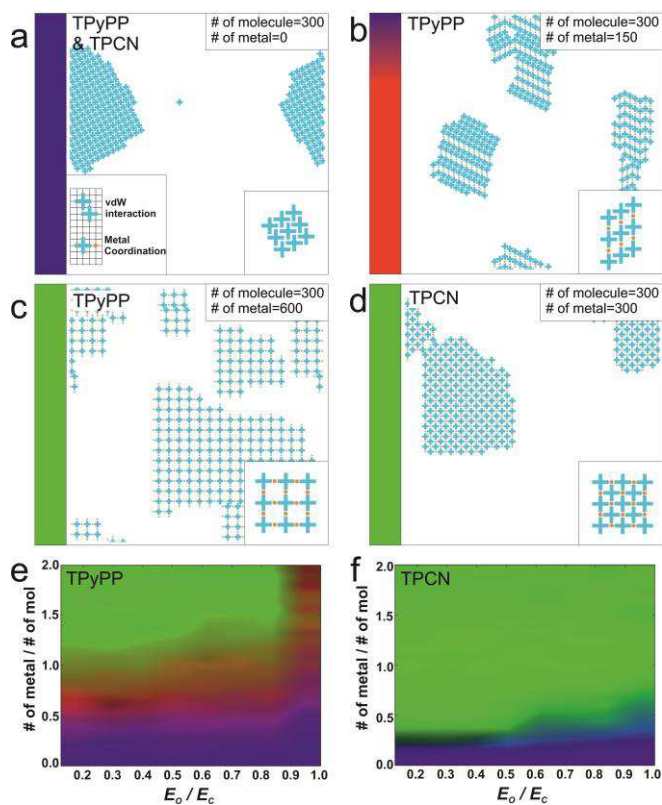 a
TPyPP
& TPCN
# of molecule=300
# of metal=0
vdW
interaction
Metal
Coordination
b
TPyPP
# of molecule=300
# of metal=150
c
TPyPP
# of molecule=300
# of metal=600
d
TPCN
# of molecule=300
# of metal=300
e
TPyPP
# of metal / # of mol
2.0
1.5
1.0
0.5
0.0
0.2 0.3 0.4 0.5 0.6 0.7 0.8 0.9 1.0
Eo / Ec
f
TPCN
# of metal / # of mol
2.0
1.5
1.0
0.5
0.0
0.2 0.3 0.4 0.5 0.6 0.7 0.8 0.9 1.0
Eo / Ec